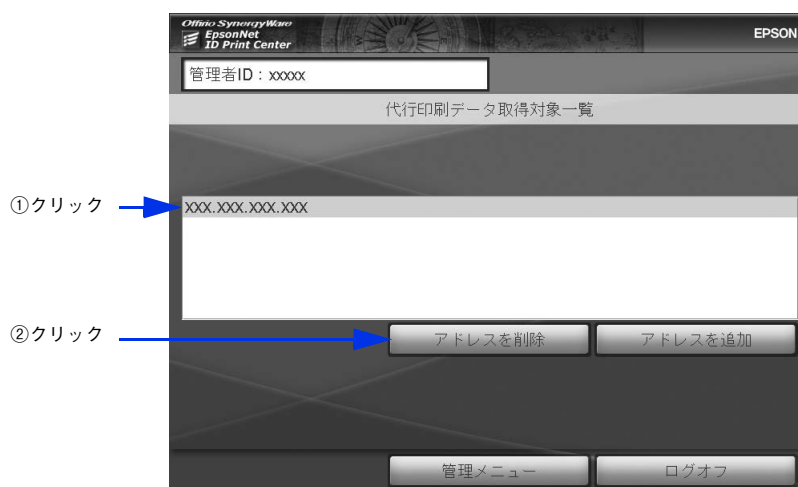 Offirio SynergyWare
EpsonNet
ID Print Center
EPSON
管理者ID：xxxxx
代行印刷データ取得対象一覧
①クリック
XXX.XXX.XXX.XXX
②クリック
アドレスを削除
アドレスを追加
管理メニュー
ログオフ